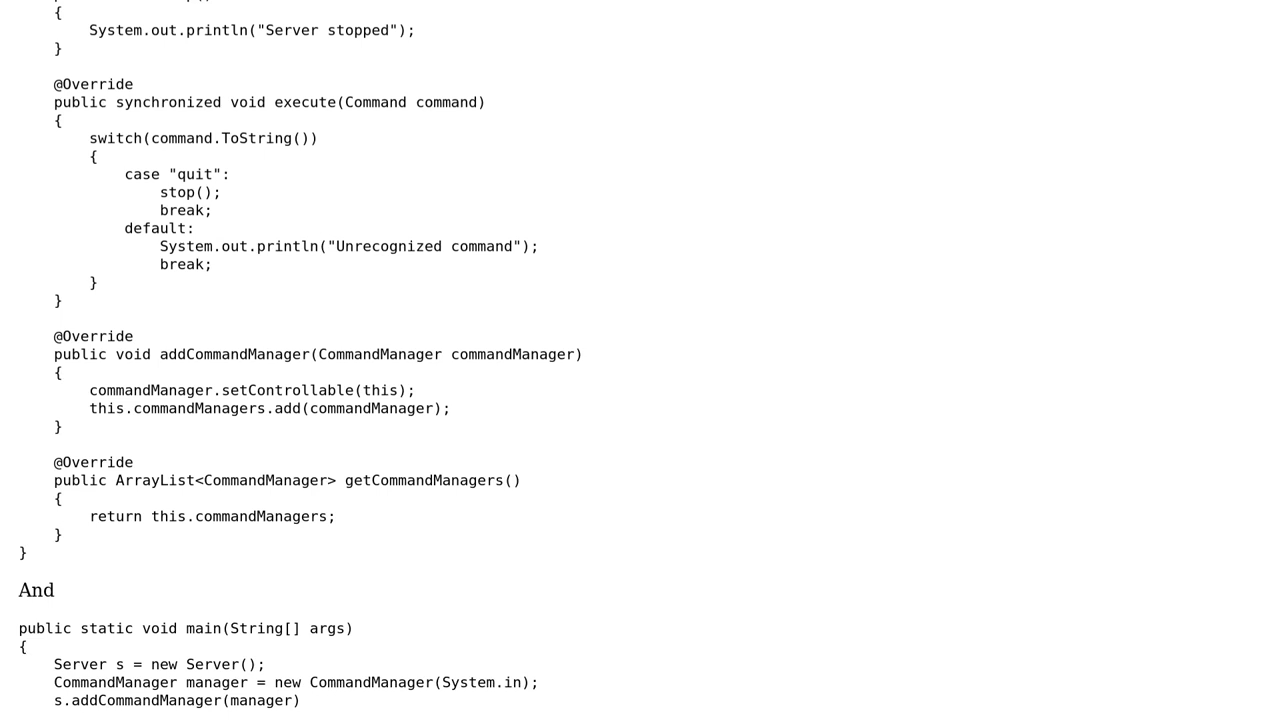 {
System.out.println("Server stopped");
}
@Override
public synchronized void execute(Command command)
{
switch(command.ToString())
{
case "quit":
stop();
break;
default:
System.out.println("Unrecognized command");
break;
}
}
@Override
public void addCommandManager(CommandManager commandManager)
{
commandManager.setControllable(this);
this.commandManagers.add(commandManager);
}
@Override
public ArrayList<CommandManager> getCommandManagers()
{
return this.commandManagers;
}
}
And
public static void main(String[] args)
{
Server s = new Server();
CommandManager manager = new CommandManager(System.in);
s.addCommandManager(manager)